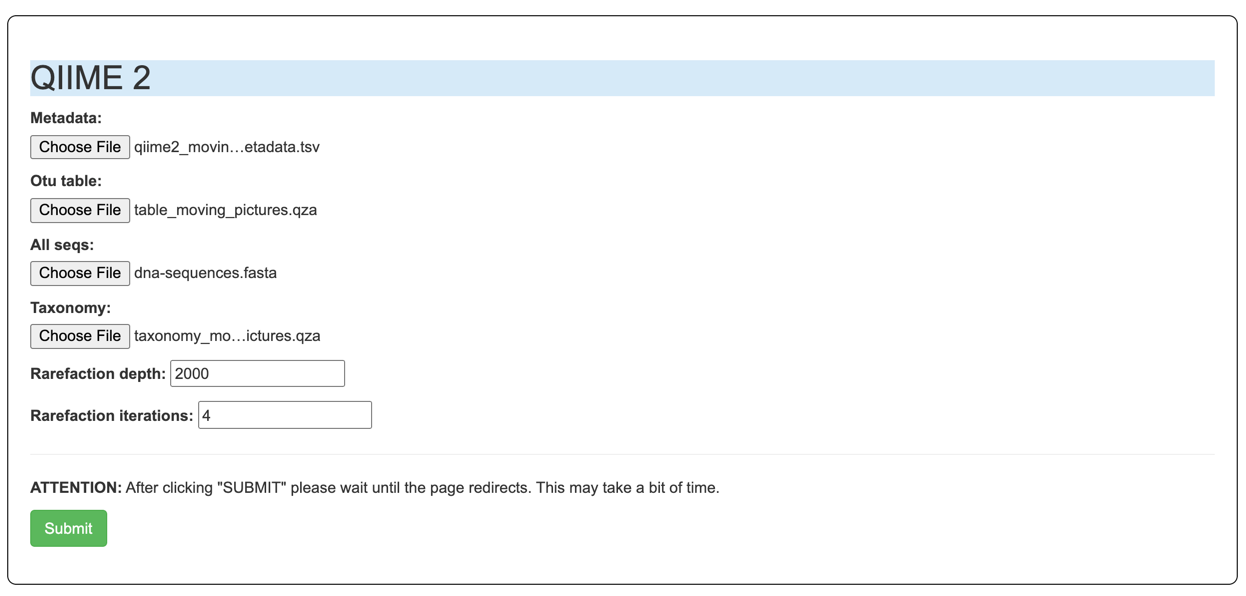 QIIME 2
Metadata:
Choose File qiime2_movin…etadata.tsv
Otu table:
Choose File table_moving_pictures.qza
All seqs:
Choose File dna-sequences.fasta
Taxonomy:
Choose File taxonomy_mo…ictures.qza
Rarefaction depth: 2000
Rarefaction iterations: 4
ATTENTION: After clicking "SUBMIT" please wait until the page redirects. This may take a bit of time.
Submit